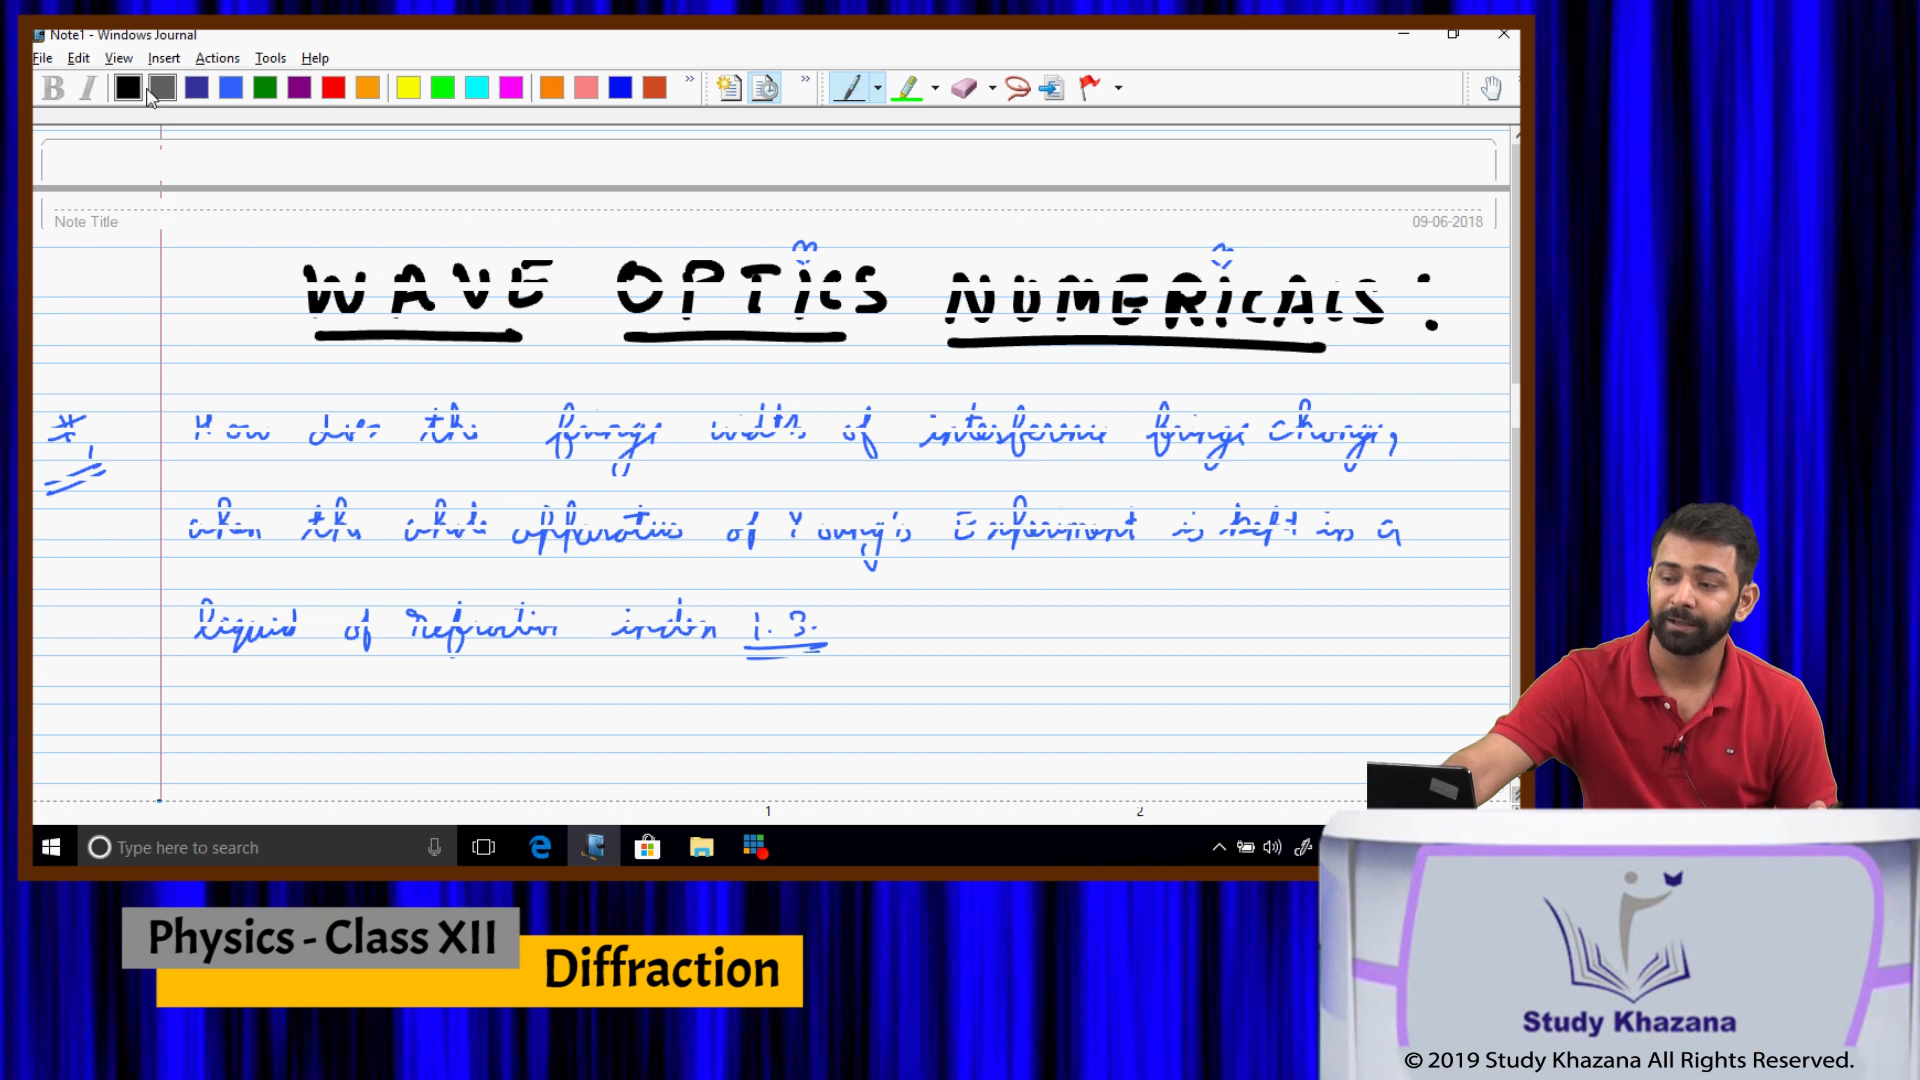 Note1 - Windows Journal
File Edit View Insert Actions Tools Help
B I
Note Title
09-06-2018
WAVE OPTICS NUMERICALS:
* How does the fringe width of interference fringe change,
when the whole apparatus of Young's Experiment is kept in a
liquid of refractive index 1.3.
1 2
Type here to search
Physics - Class XII
Diffraction
Study Khazana
© 2019 Study Khazana All Rights Reserved.